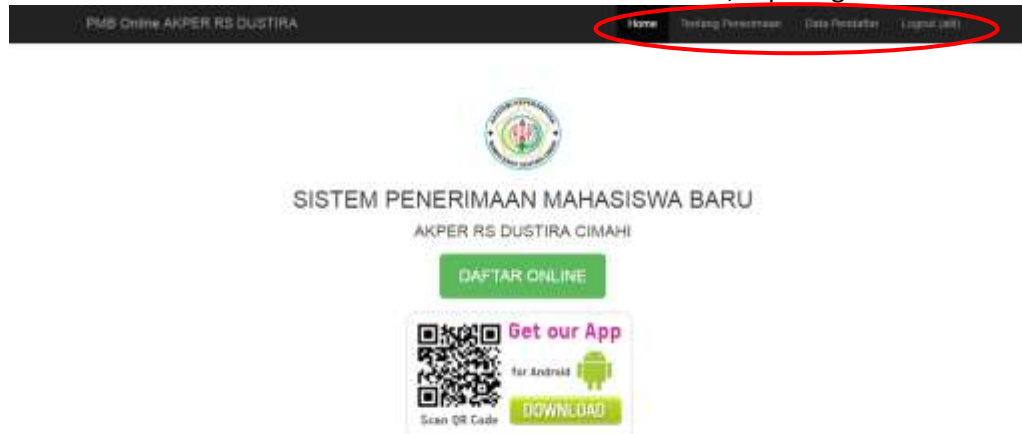 PMB Online AKPER RS DUSTIRA Home Tentang Penerimaan Data Pendaftar Logout
SISTEM PENERIMAAN MAHASISWA BARU
AKPER RS DUSTIRA CIMAHI
DAFTAR ONLINE
Get our App
for Android
DOWNLOAD
Scan QR Code